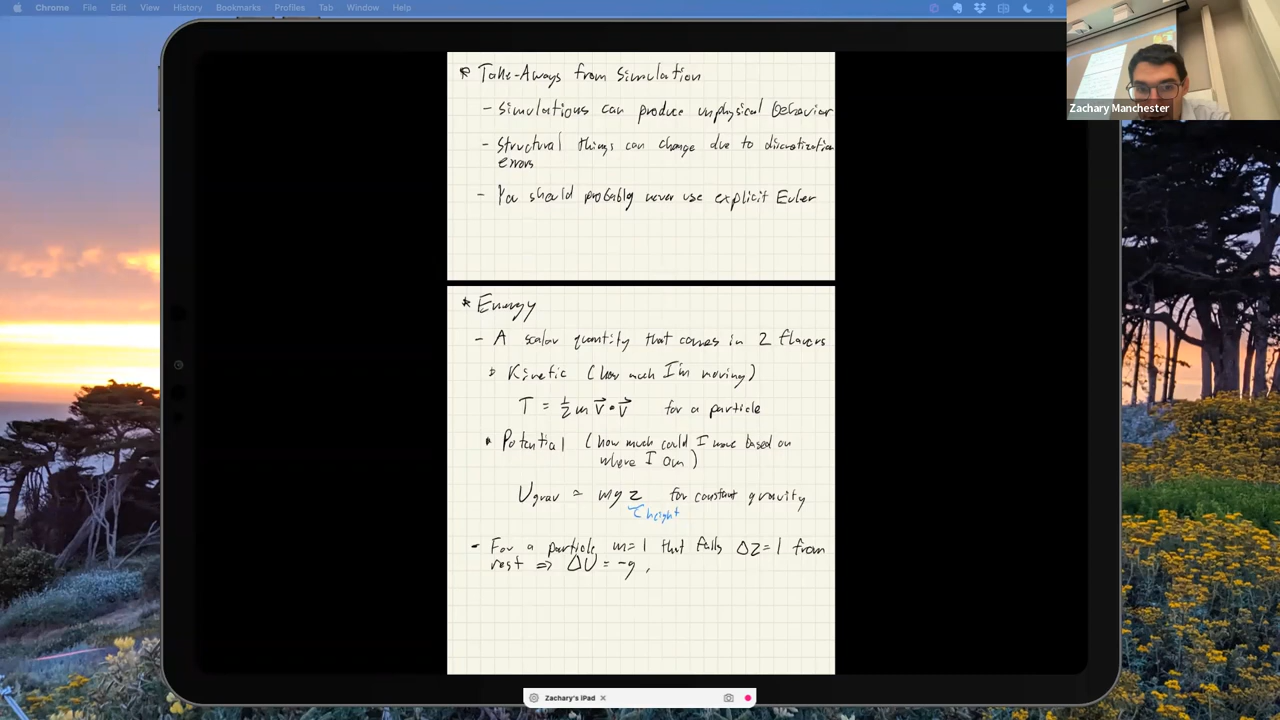 Chrome File Edit View History Bookmarks Profiles Tab Window Help
Zachary Manchester
* Take-Aways from Simulation
- Simulations can produce unphysical Behavior
- Structural things can change due to discretization
errors
- You should probably never use explicit Euler
* Energy
- A scalar quantity that comes in 2 flavors
• Kinetic (how much I'm moving)
T = ½ m v⃗ • v⃗ for a particle
• Potential (how much could I move based on
where I am)
U grav = mgz for constant gravity
height
- For a particle m=1 that falls ΔZ=1 from
rest ⇒ ΔU = -g ,
Zachary's iPad